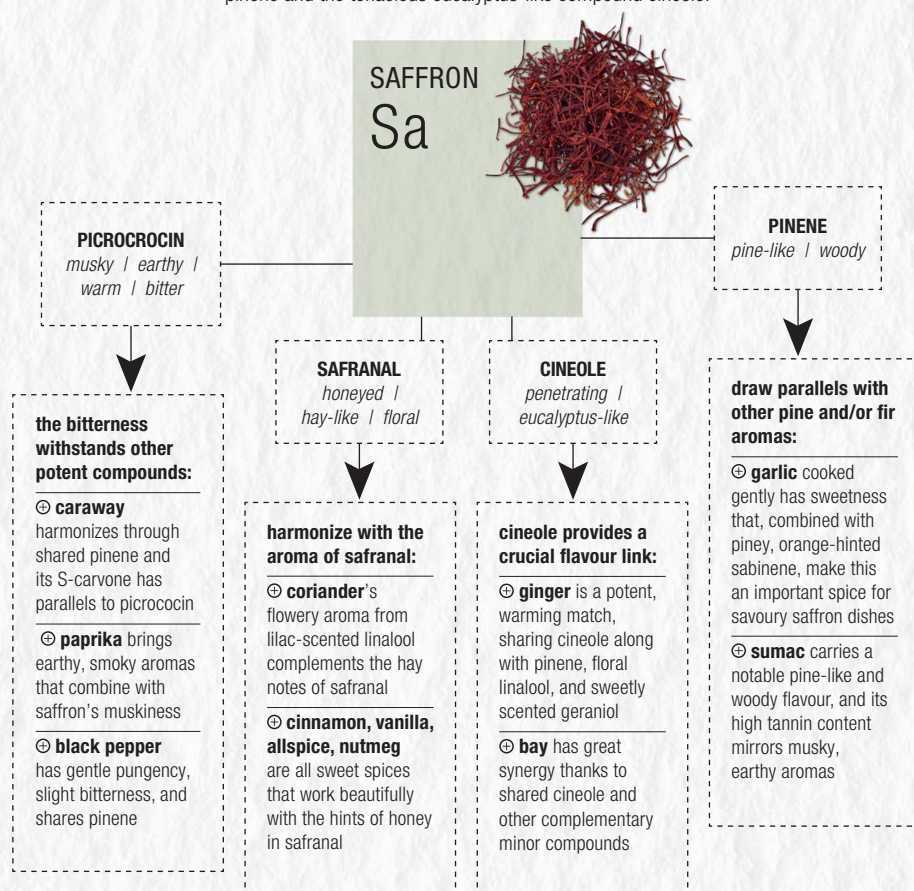 pinene and the tenacious eucalyptus-like compound cineole.
SAFFRON
Sa
PICROCROCIN
musky | earthy |
warm | bitter
the bitterness
withstands other
potent compounds:
⊕ caraway
harmonizes through
shared pinene and
its S-carvone has
parallels to picrococin
⊕ paprika brings
earthy, smoky aromas
that combine with
saffron's muskiness
⊕ black pepper
has gentle pungency,
slight bitterness, and
shares pinene
SAFRANAL
honeyed |
hay-like | floral
harmonize with the
aroma of safranal:
⊕ coriander's
flowery aroma from
lilac-scented linalool
complements the hay
notes of safranal
⊕ cinnamon, vanilla,
allspice, nutmeg
are all sweet spices
that work beautifully
with the hints of honey
in safranal
CINEOLE
penetrating |
eucalyptus-like
cineole provides a
crucial flavour link:
⊕ ginger is a potent,
warming match,
sharing cineole along
with pinene, floral
linalool, and sweetly
scented geraniol
⊕ bay has great
synergy thanks to
shared cineole and
other complementary
minor compounds
PINENE
pine-like | woody
draw parallels with
other pine and/or fir
aromas:
⊕ garlic cooked
gently has sweetness
that, combined with
piney, orange-hinted
sabinene, make this
an important spice for
savoury saffron dishes
⊕ sumac carries a
notable pine-like and
woody flavour, and its
high tannin content
mirrors musky,
earthy aromas